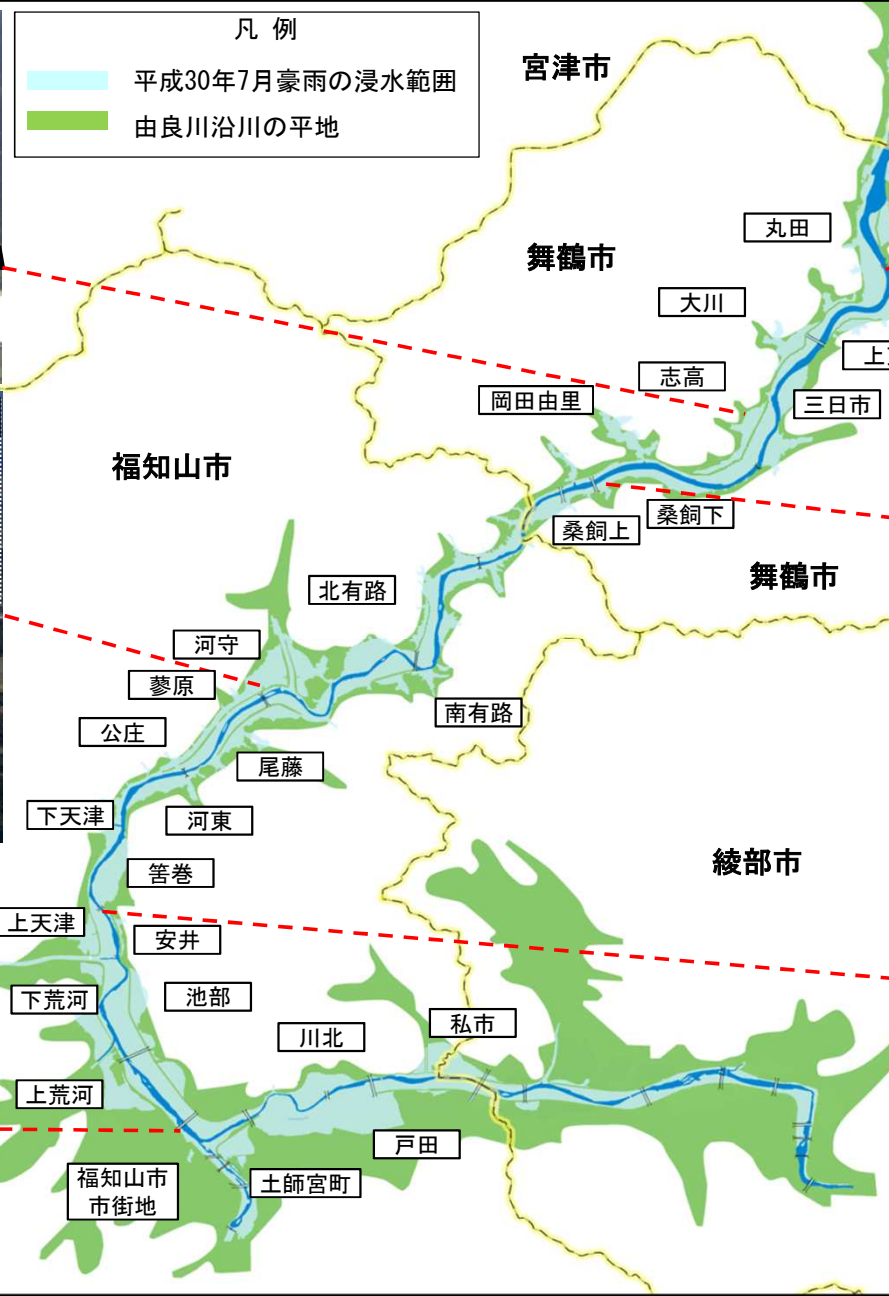 凡 例
平成30年7月豪雨の浸水範囲
由良川沿川の平地
宮津市
丸田
舞鶴市
大川
上
志高
岡田由里
三日市
福知山市
桑飼下
桑飼上
舞鶴市
北有路
河守
蓼原
南有路
公庄
尾藤
下天津
河東
綾部市
筈巻
上天津
安井
下荒河
池部
私市
川北
上荒河
戸田
福知山市
市街地
土師宮町